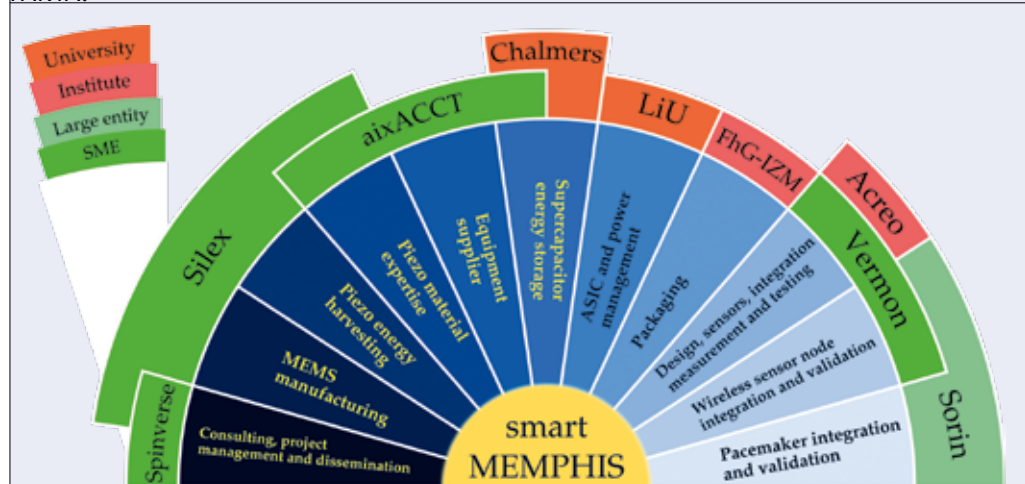 University
Institute
Large entity
SME
Spinverse
Silex
aixACCT
Chalmers
LiU
FhG-IZM
Acreo
Vermon
Sorin
Consulting, project
management and dissemination
MEMS
manufacturing
Piezo energy
harvesting
Piezo material
expertise
Equipment
supplier
Supercapacitor
energy storage
ASIC and power
management
Packaging
Design, sensors, integration
measurement and testing
Wireless sensor node
integration and validation
Pacemaker integration
and validation
smart
MEMPHIS